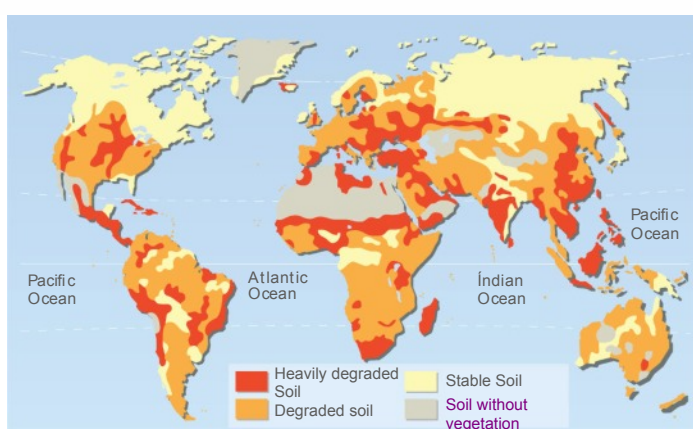 Pacific
Ocean
Atlantic
Ocean
Índian
Ocean
Pacific
Ocean
Heavily degraded
Soil
Degraded soil
Stable Soil
Soil without
vegetation